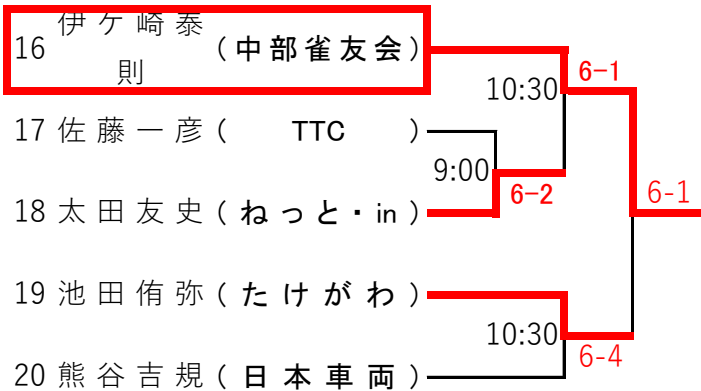 16 伊ケ崎泰則 (中部雀友会)
6-1
10:30
17 佐藤一彦 ( TTC )
9:00
6-2
6-1
18 太田友史 (ねっと・in)
19 池田侑弥 (たけがわ)
10:30
6-4
20 熊谷吉規 (日本車両)